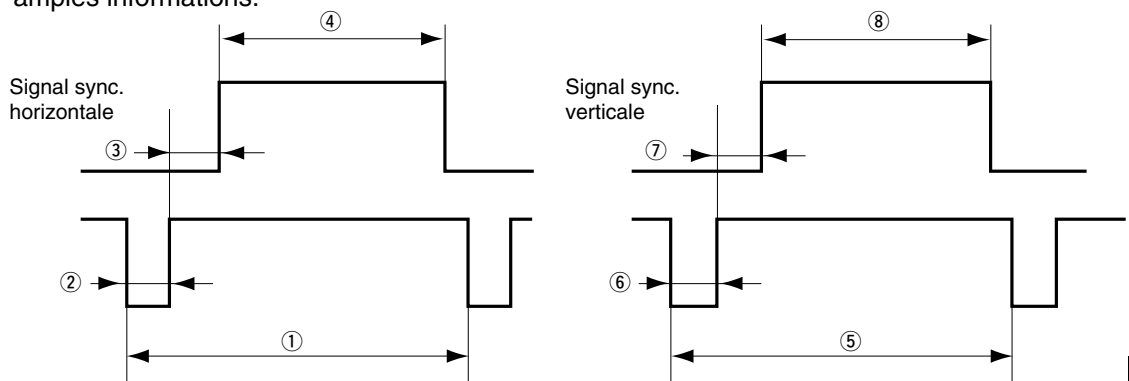 amples informations.
④
⑧
Signal sync.
horizontale
Signal sync.
verticale
③
⑦
②
⑥
①
⑤